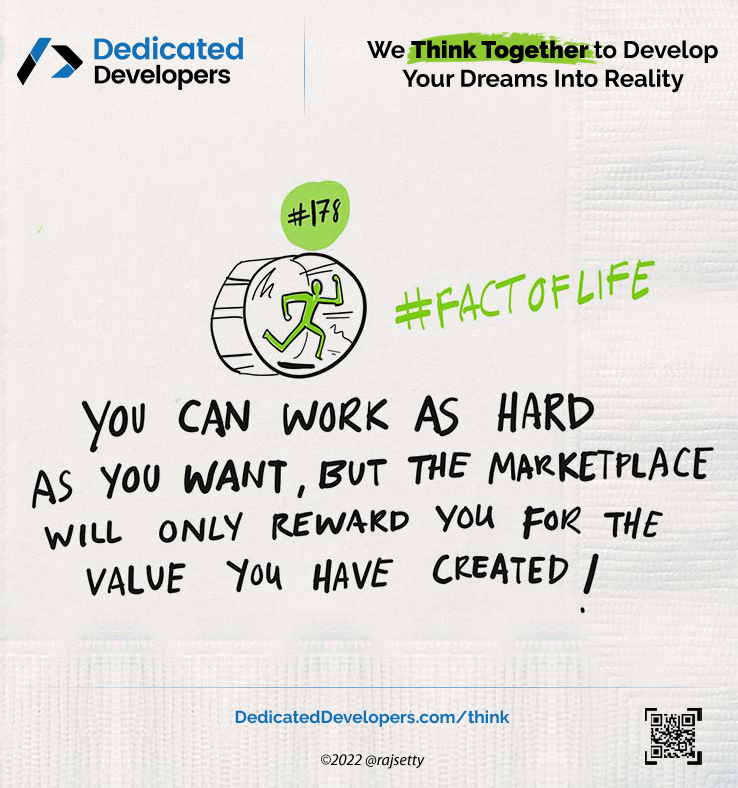 Dedicated
Developers
We Think Together to Develop
Your Dreams Into Reality
#178
#FACTOFLIFE
YOU CAN WORK AS HARD
AS YOU WANT, BUT THE MARKETPLACE
WILL ONLY REWARD YOU FOR THE
VALUE YOU HAVE CREATED!
DedicatedDevelopers.com/think
©2022 @rajsetty